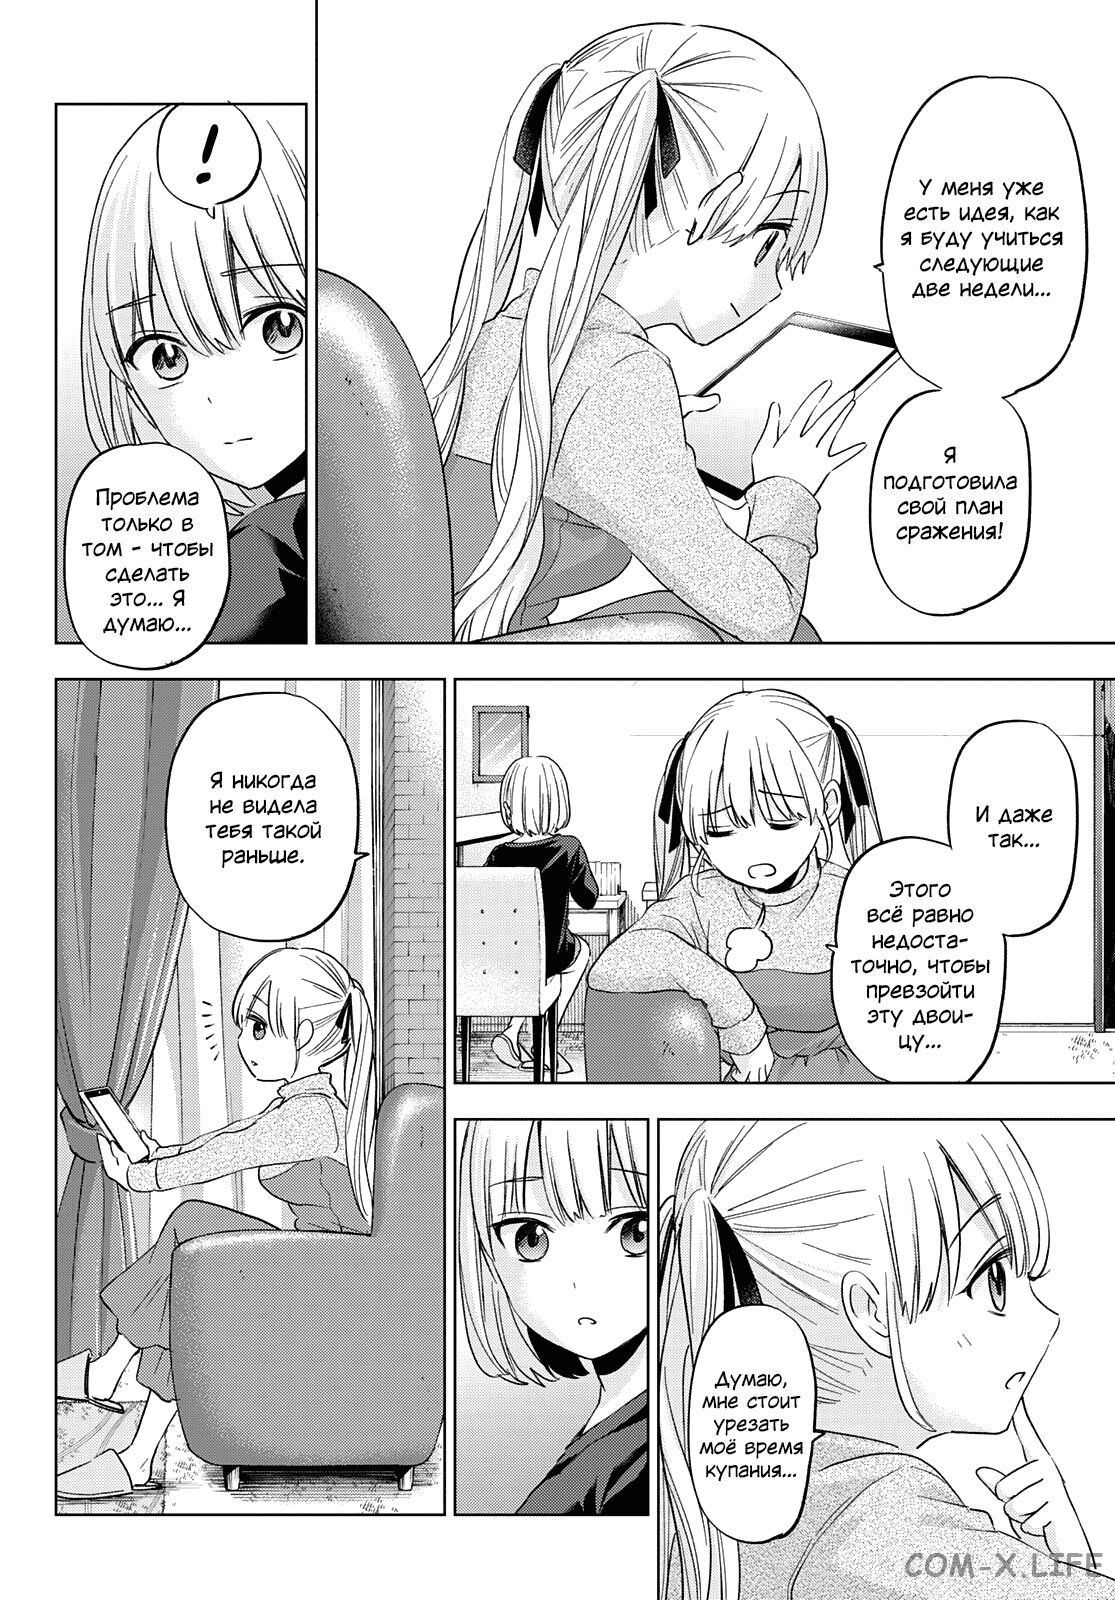 У меня уже
есть идея, как
я буду учиться
следующие
две недели...
Я
подготовила
свой план
сражения!
!
Проблема
только в
том - чтобы
сделать
это... Я
думаю...
И даже
так...
Этого
всё равно
недоста-
точно, чтобы
превзойти
эту двои-
цу...
Я никогда
не видела
тебя такой
раньше.
Думаю,
мне стоит
урезать
моё время
купания...
COM-X.LIFE